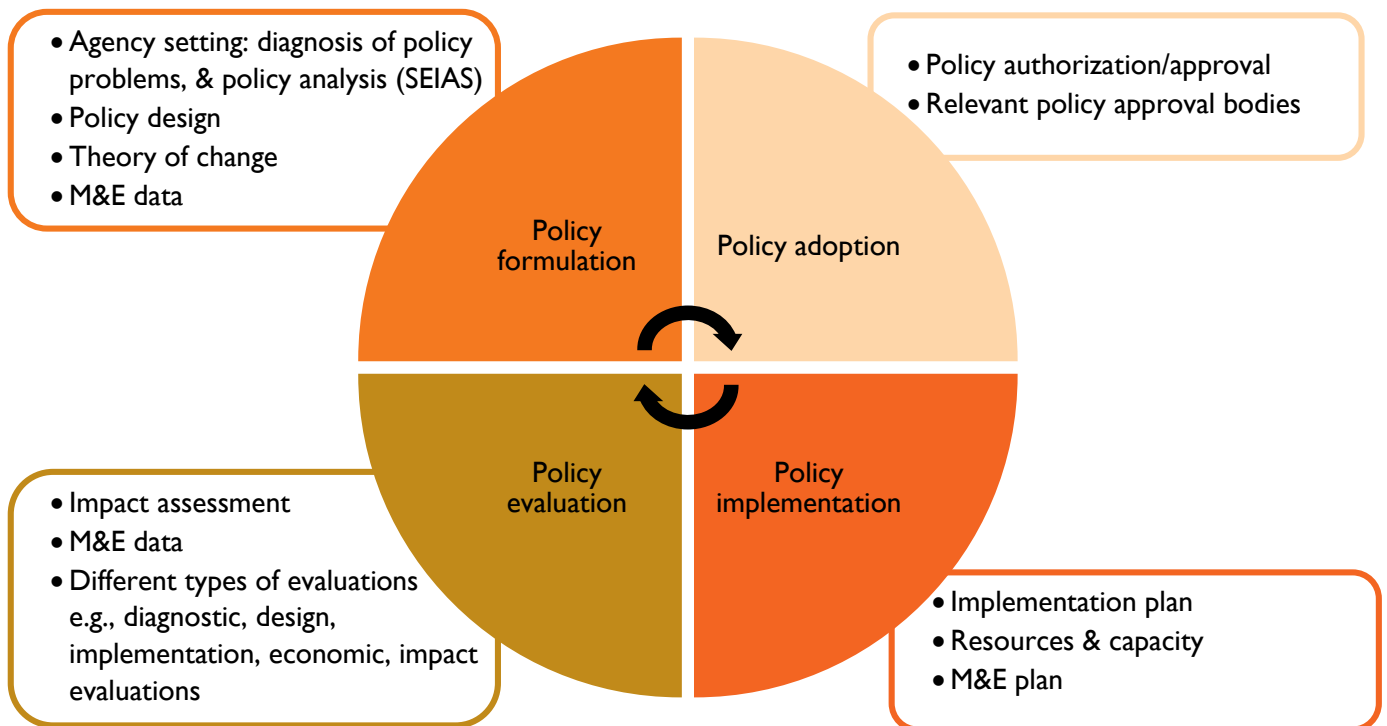 • Agency setting: diagnosis of policy
problems, & policy analysis (SEIAS)
• Policy design
• Theory of change
• M&E data
• Policy authorization/approval
• Relevant policy approval bodies
Policy
formulation
Policy adoption
Policy
evaluation
Policy
implementation
• Impact assessment
• M&E data
• Different types of evaluations
e.g., diagnostic, design,
implementation, economic, impact
evaluations
• Implementation plan
• Resources & capacity
• M&E plan